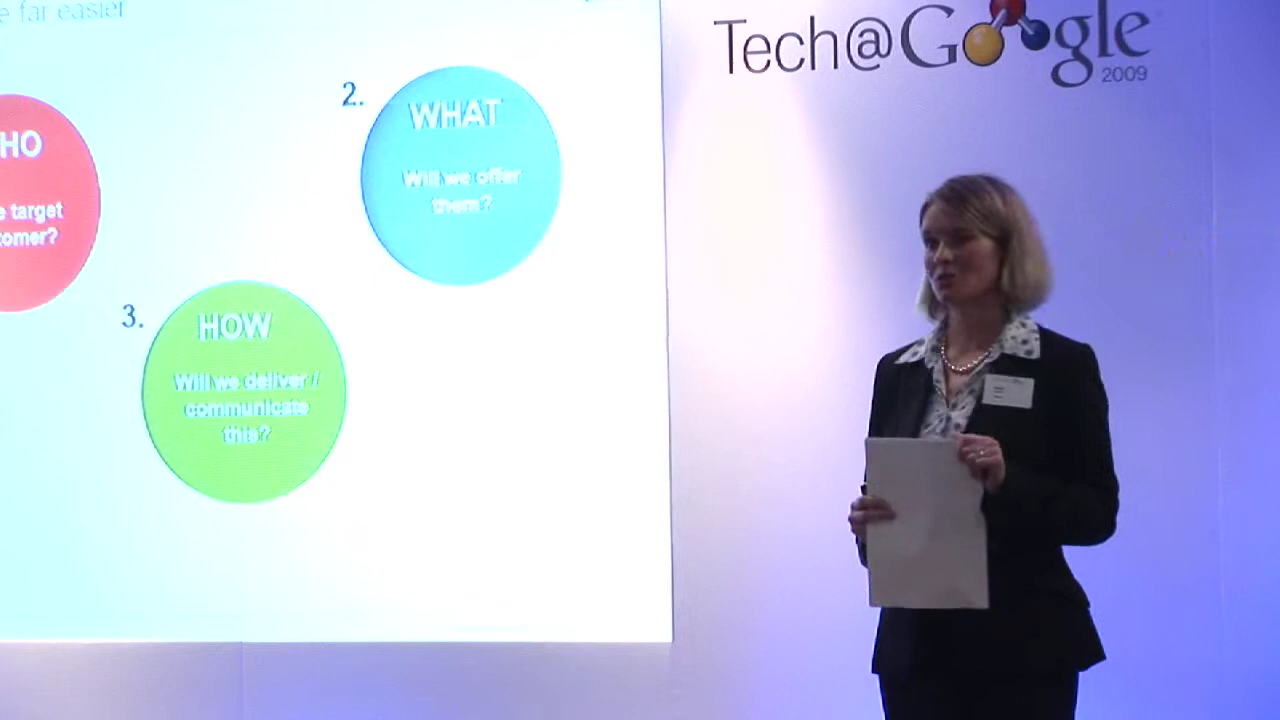 e far easier
Tech@Google
2009
2.
WHAT
Will we offer
them?
HO
e target
tomer?
3.
HOW
Will we deliver /
communicate
this?